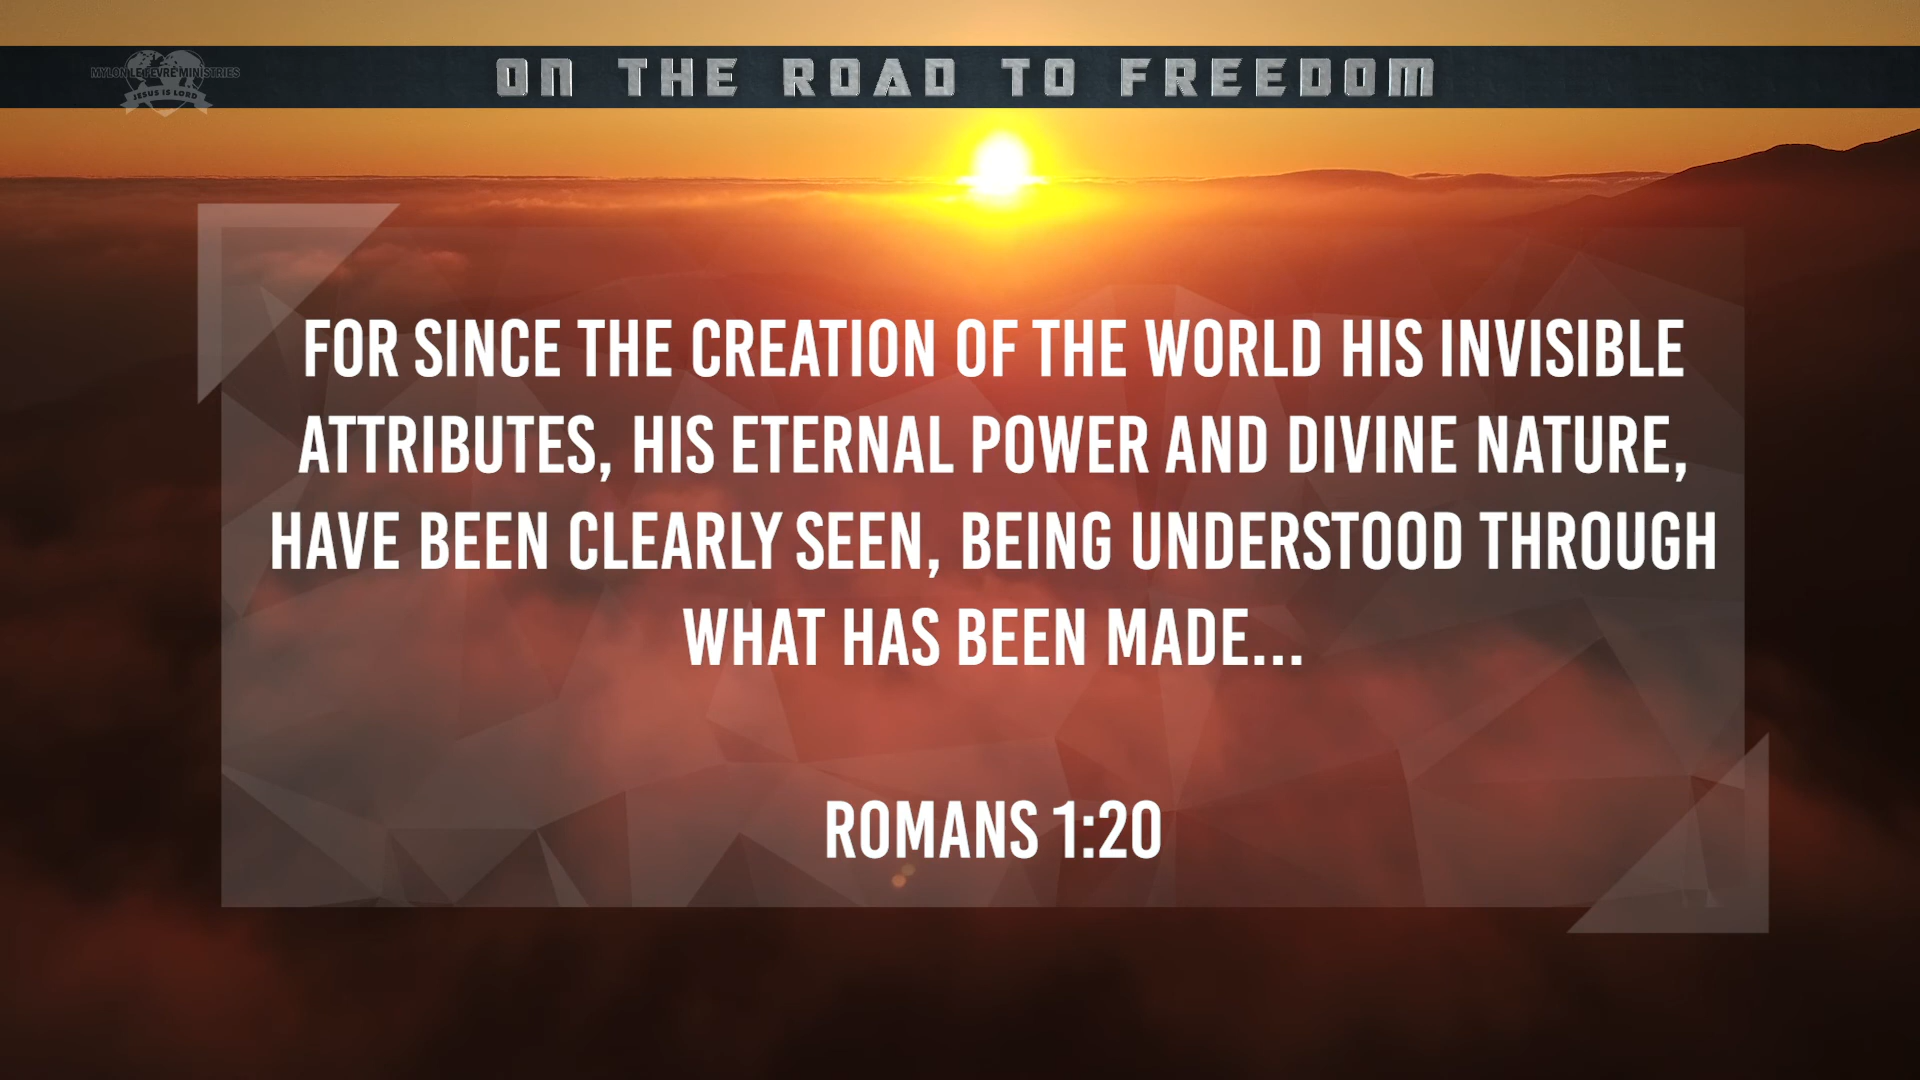 MYLON LE FEVRE MINISTRIES
JESUS IS LORD
ON THE ROAD TO FREEDOM
FOR SINCE THE CREATION OF THE WORLD HIS INVISIBLE
ATTRIBUTES, HIS ETERNAL POWER AND DIVINE NATURE,
HAVE BEEN CLEARLY SEEN, BEING UNDERSTOOD THROUGH
WHAT HAS BEEN MADE...
ROMANS 1:20